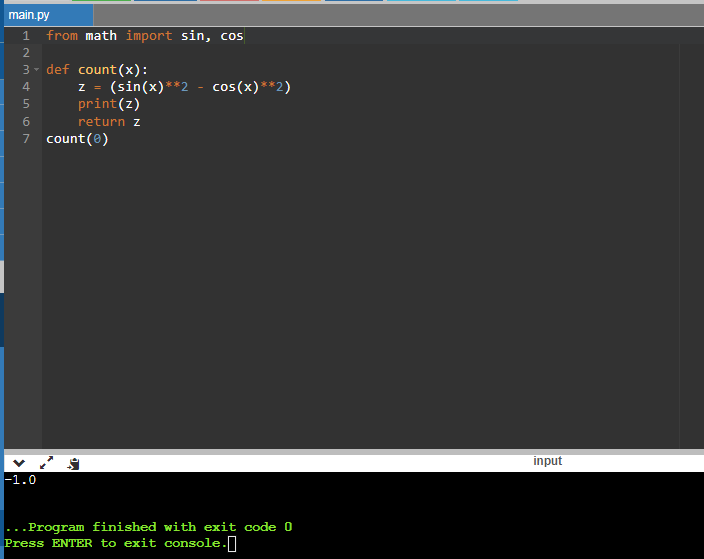 main.py
1 from math import sin, cos
2
3 def count(x):
4     z = (sin(x)**2 - cos(x)**2)
5     print(z)
6     return z
7 count(0)
input
-1.0
...Program finished with exit code 0
Press ENTER to exit console.